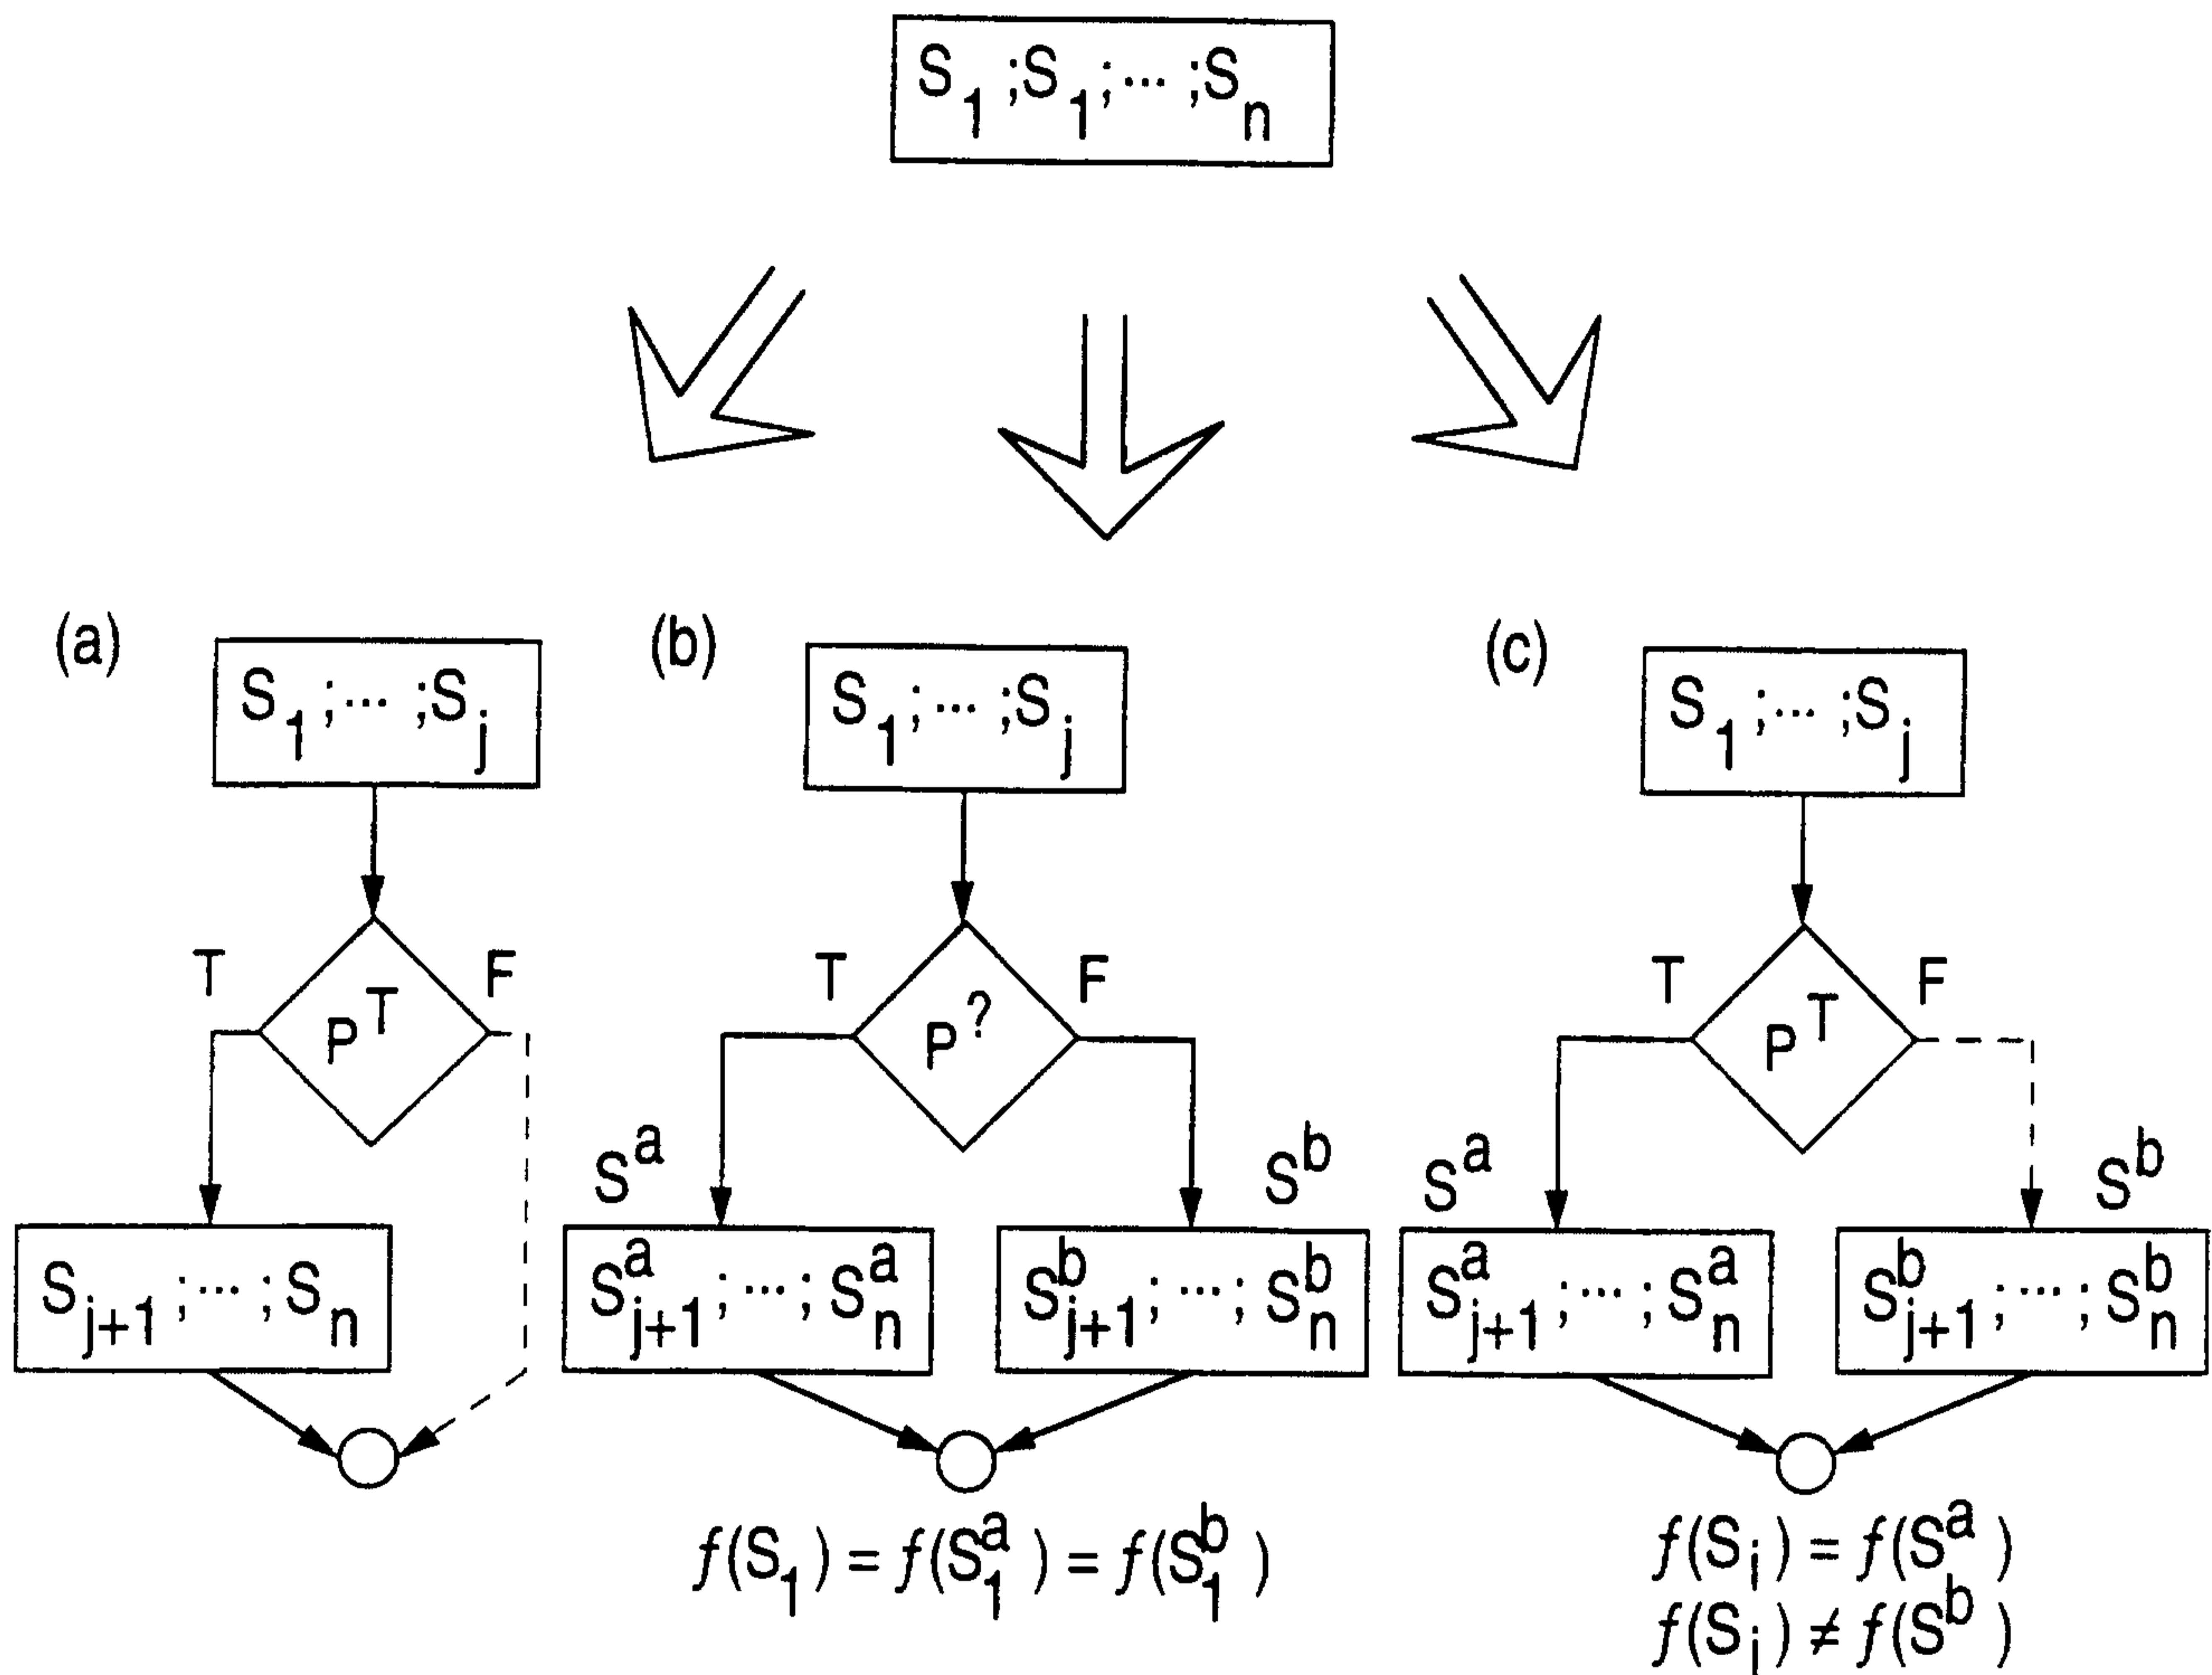 S₁ ;S₁;··· ;Sₙ
(a)
S₁ ;··· ;Sⱼ
T
F
Pᵀ
Sⱼ₊₁ ;··· ;Sₙ
(b)
S₁ ;··· ;Sⱼ
T
F
P?
Sᵃ
Sᵇ
Sᵃⱼ₊₁ ;··· ; Sᵃₙ
Sᵇⱼ₊₁ ;··· ; Sᵇₙ
f(S₁) = f(Sᵃ₁) = f(Sᵇ₁)
(c)
S₁ ;··· ;Sⱼ
T
F
Pᵀ
Sᵃ
Sᵇ
Sᵃⱼ₊₁ ;··· ; Sᵃₙ
Sᵇⱼ₊₁ ;··· ; Sᵇₙ
f(Sᵢ) = f(Sᵃ)
f(Sᵢ) ≠ f(Sᵇ)